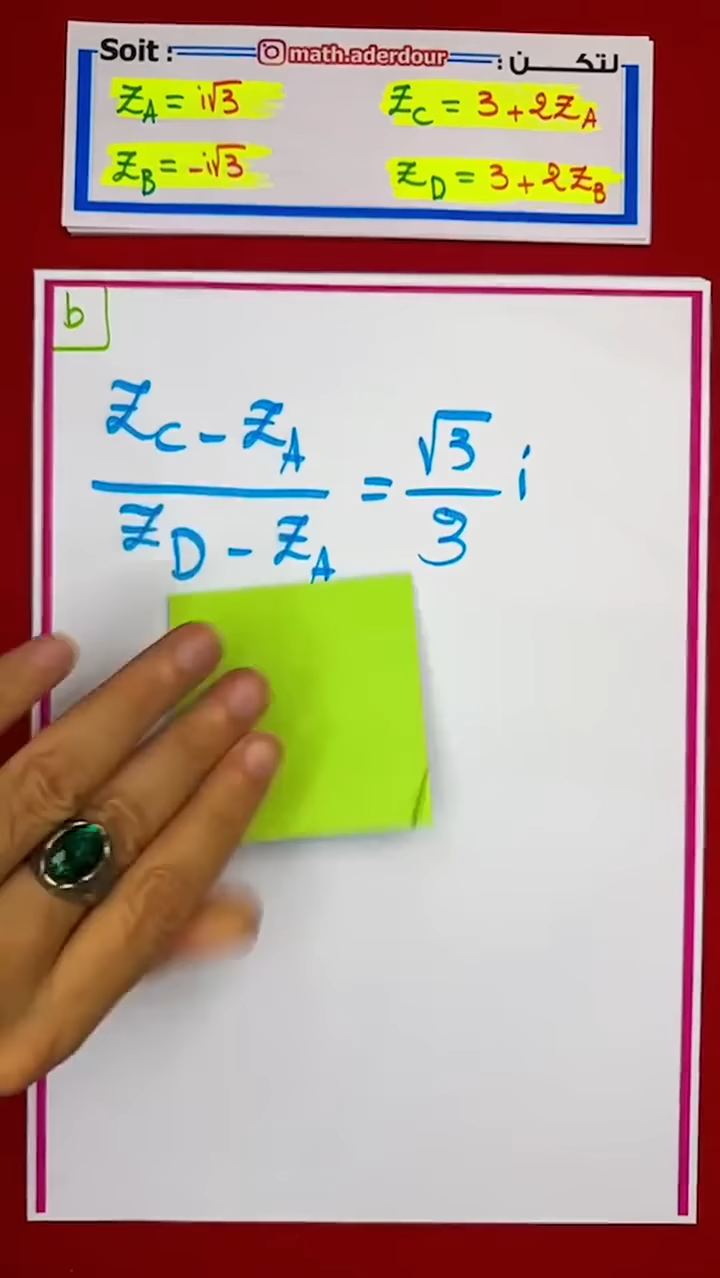 Soit : math.aderdour لتكن :
Z_A = i√3 Z_C = 3 + 2Z_A
Z_B = -i√3 Z_D = 3 + 2Z_B
b
Z_C - Z_A
_________ = √3/3 i
Z_D - Z_A